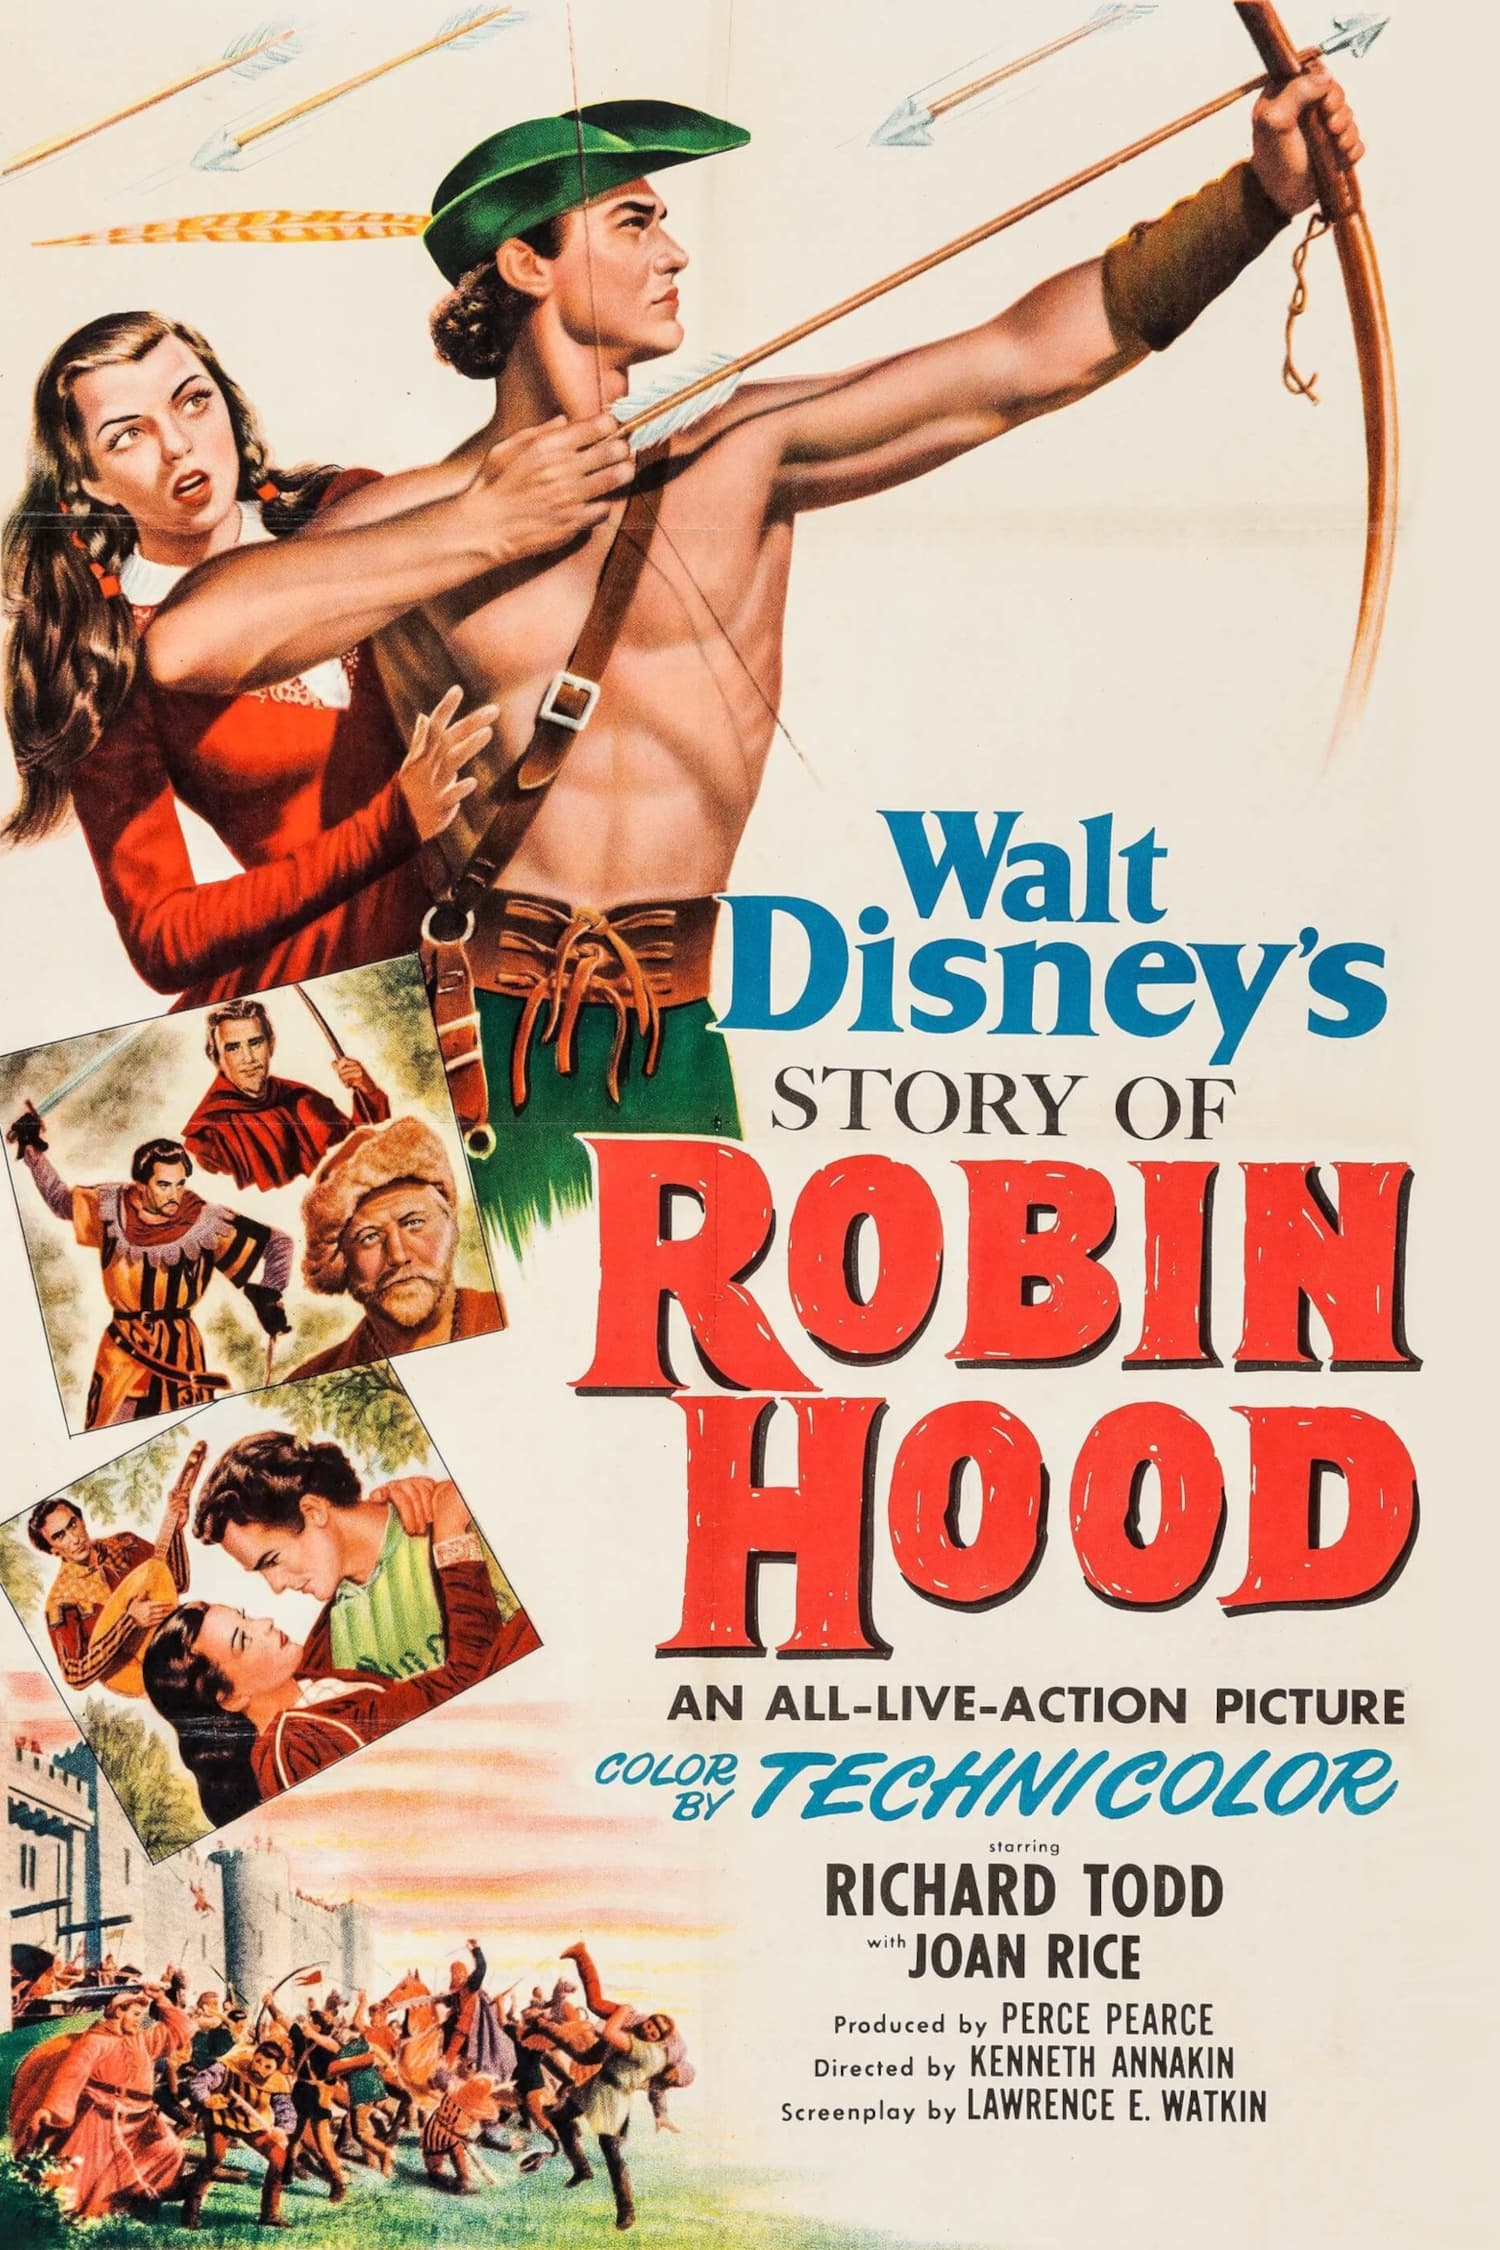 Walt
Disney's
STORY OF
ROBIN
HOOD
AN ALL-LIVE-ACTION PICTURE
COLOR BY TECHNICOLOR
starring
RICHARD TODD
with JOAN RICE
Produced by PERCE PEARCE
Directed by KENNETH ANNAKIN
Screenplay by LAWRENCE E. WATKIN